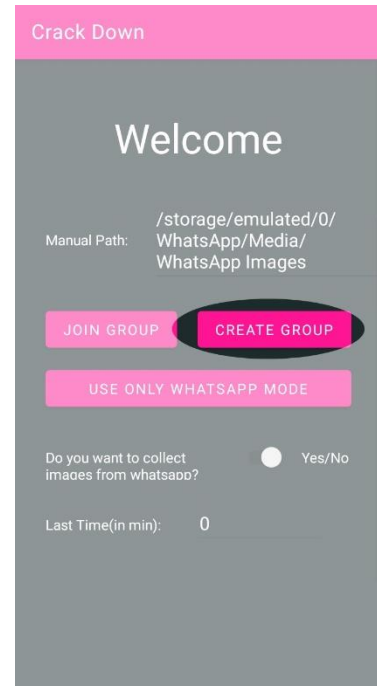 Crack Down
Welcome
Manual Path:
/storage/emulated/0/
WhatsApp/Media/
WhatsApp Images
JOIN GROUP
CREATE GROUP
USE ONLY WHATSAPP MODE
Do you want to collect
images from whatsapp?
Yes/No
Last Time(in min):
0